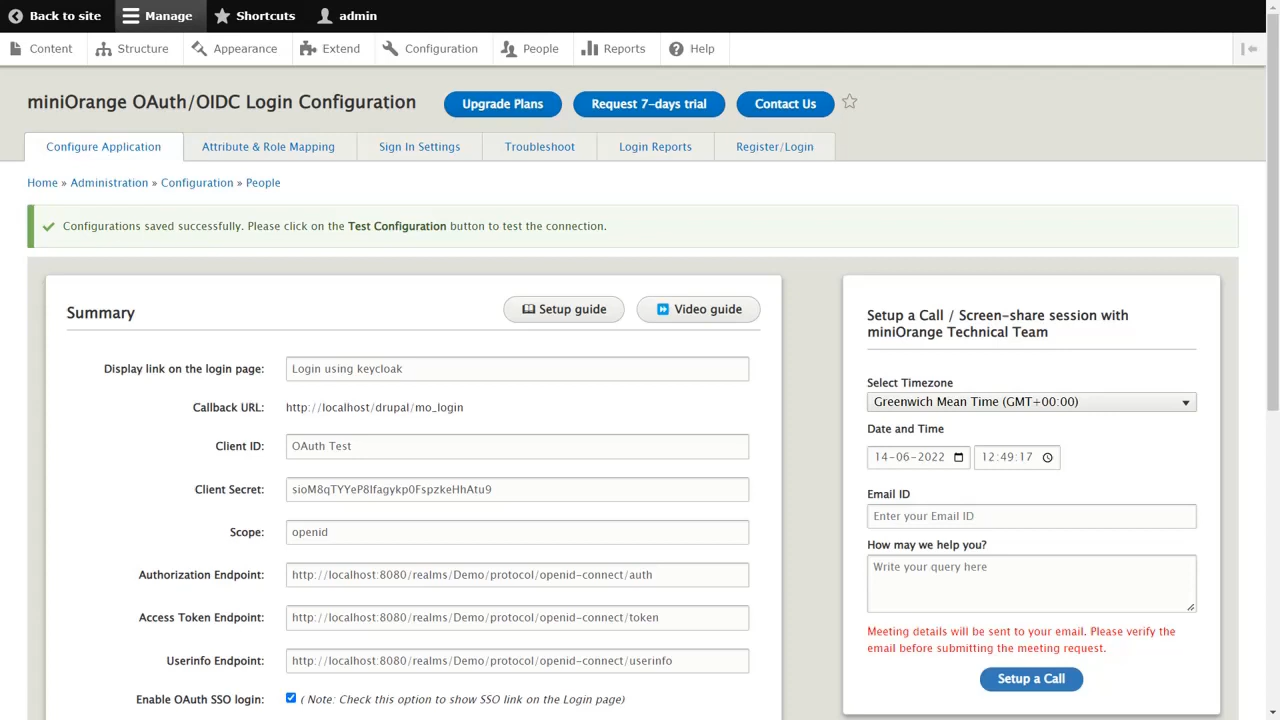 Back to site Manage Shortcuts admin
Content Structure Appearance Extend Configuration People Reports Help
miniOrange OAuth/OIDC Login Configuration Upgrade Plans Request 7-days trial Contact Us
Configure Application Attribute & Role Mapping Sign In Settings Troubleshoot Login Reports Register/Login
Home » Administration » Configuration » People
Configurations saved successfully. Please click on the Test Configuration button to test the connection.
Summary Setup guide Video guide
Display link on the login page: Login using keycloak
Callback URL: http://localhost/drupal/mo_login
Client ID: OAuth Test
Client Secret: sioM8qTYYeP8lfagykp0FspzkeHhAtu9
Scope: openid
Authorization Endpoint: http://localhost:8080/realms/Demo/protocol/openid-connect/auth
Access Token Endpoint: http://localhost:8080/realms/Demo/protocol/openid-connect/token
Userinfo Endpoint: http://localhost:8080/realms/Demo/protocol/openid-connect/userinfo
Enable OAuth SSO login: ( Note: Check this option to show SSO link on the Login page)
Setup a Call / Screen-share session with
miniOrange Technical Team
Select Timezone
Greenwich Mean Time (GMT+00:00)
Date and Time
14-06-2022 12:49:17
Email ID
Enter your Email ID
How may we help you?
Write your query here
Meeting details will be sent to your email. Please verify the
email before submitting the meeting request.
Setup a Call